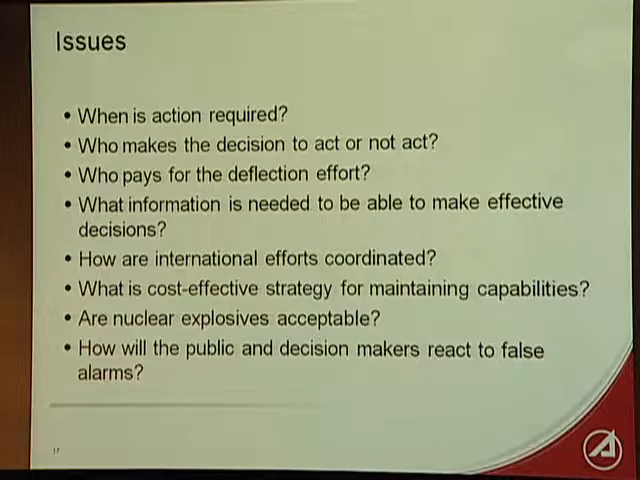 Issues
• When is action required?
• Who makes the decision to act or not act?
• Who pays for the deflection effort?
• What information is needed to be able to make effective
decisions?
• How are international efforts coordinated?
• What is cost-effective strategy for maintaining capabilities?
• Are nuclear explosives acceptable?
• How will the public and decision makers react to false
alarms?
17